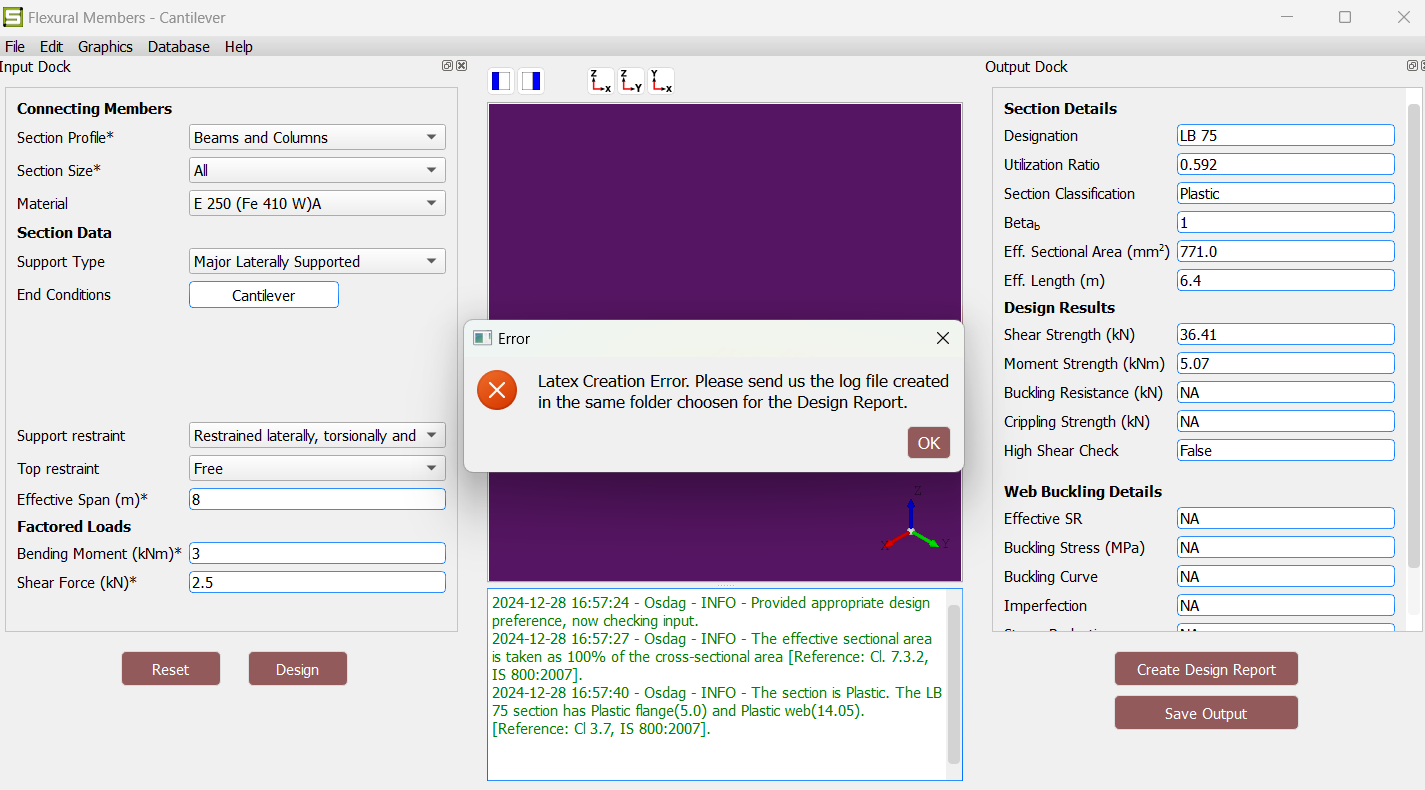 Flexural Members - Cantilever
File Edit Graphics Database Help
Input Dock
Connecting Members
Section Profile* Beams and Columns
Section Size* All
Material E 250 (Fe 410 W)A
Section Data
Support Type Major Laterally Supported
End Conditions Cantilever
Support restraint Restrained laterally, torsionally and
Top restraint Free
Effective Span (m)* 8
Factored Loads
Bending Moment (kNm)* 3
Shear Force (kN)* 2.5
Reset Design
Z X Z Y Y X
Error
Latex Creation Error. Please send us the log file created
in the same folder choosen for the Design Report.
OK
Z
X Y
2024-12-28 16:57:24 - Osdag - INFO - Provided appropriate design
preference, now checking input.
2024-12-28 16:57:27 - Osdag - INFO - The effective sectional area
is taken as 100% of the cross-sectional area [Reference: Cl. 7.3.2,
IS 800:2007].
2024-12-28 16:57:40 - Osdag - INFO - The section is Plastic. The LB
75 section has Plastic flange(5.0) and Plastic web(14.05).
[Reference: Cl 3.7, IS 800:2007].
Output Dock
Section Details
Designation LB 75
Utilization Ratio 0.592
Section Classification Plastic
Betab 1
Eff. Sectional Area (mm²) 771.0
Eff. Length (m) 6.4
Design Results
Shear Strength (kN) 36.41
Moment Strength (kNm) 5.07
Buckling Resistance (kN) NA
Crippling Strength (kN) NA
High Shear Check False
Web Buckling Details
Effective SR NA
Buckling Stress (MPa) NA
Buckling Curve NA
Imperfection NA
Create Design Report
Save Output